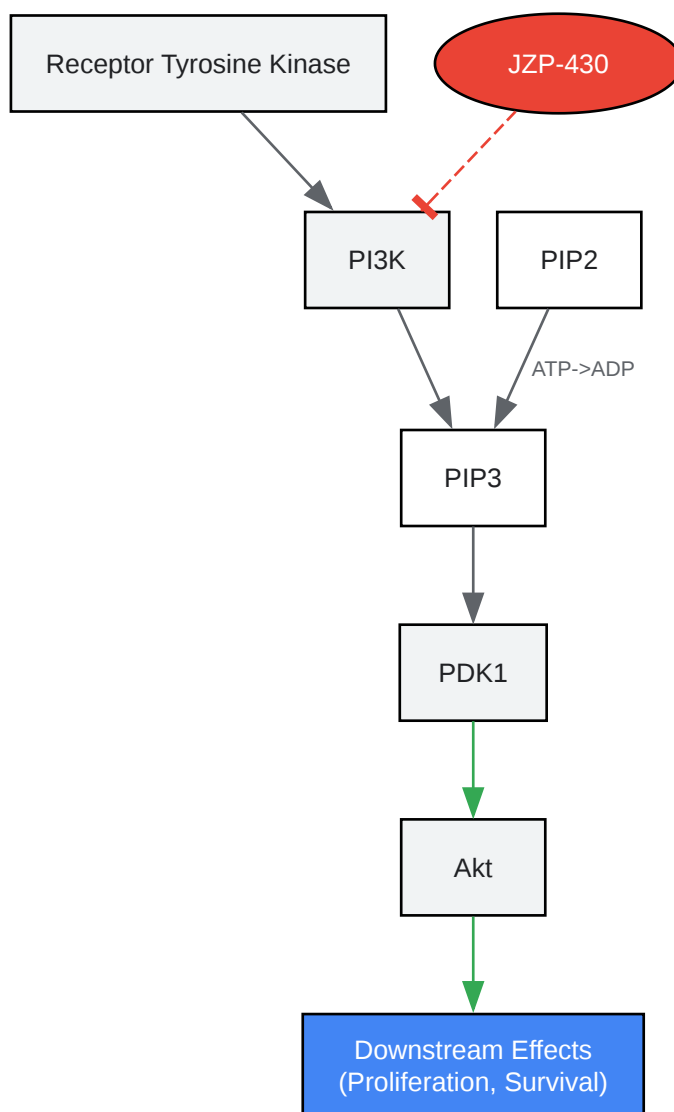 Receptor Tyrosine Kinase
JZP-430
PI3K
PIP2
ATP->ADP
PIP3
PDK1
Akt
Downstream Effects
(Proliferation, Survival)